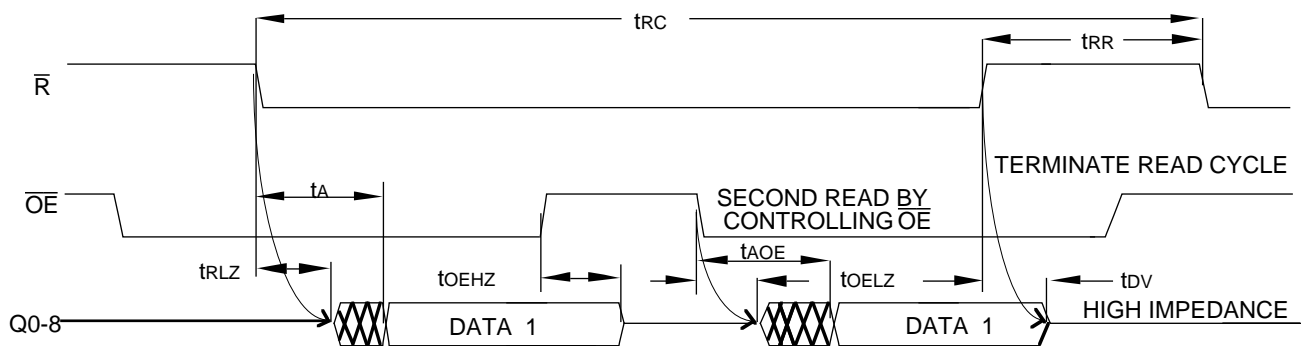 tRC
tRR
R
TERMINATE READ CYCLE
OE
tA
SECOND READ BY
CONTROLLING OE
tAOE
tRLZ
tOEHZ
tOELZ
tDV
Q0-8
DATA 1
DATA 1
HIGH IMPEDANCE